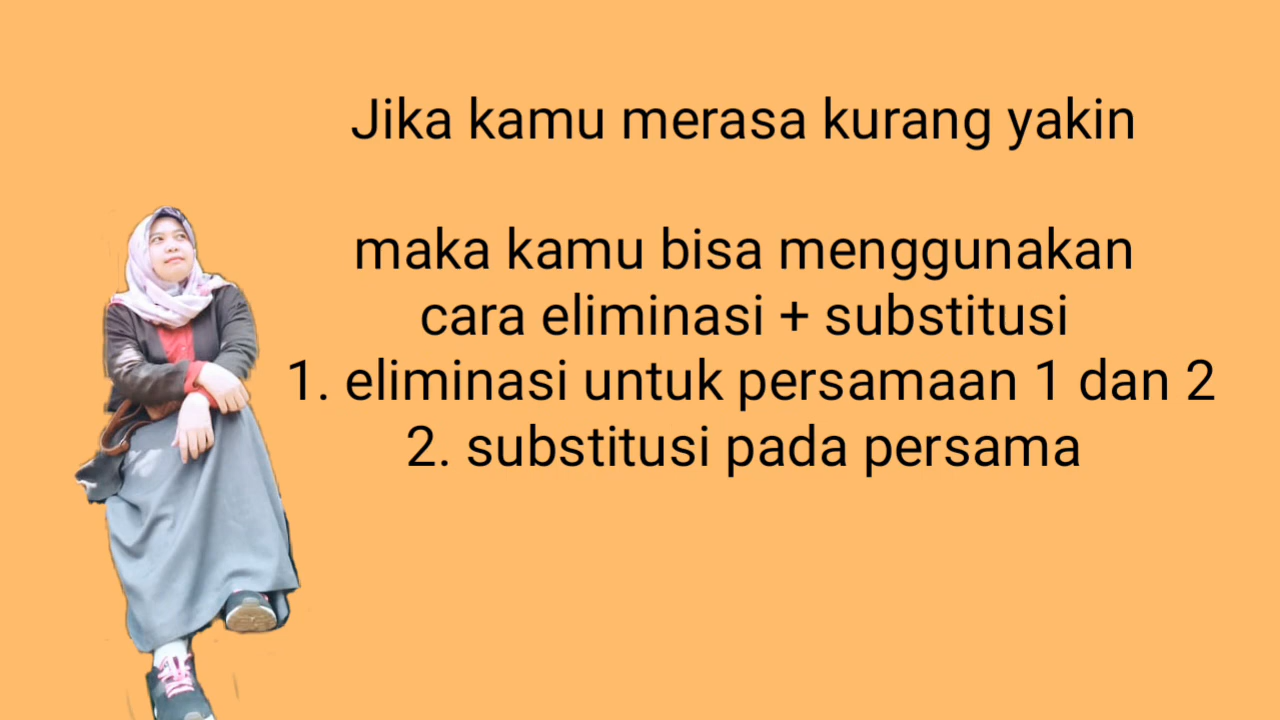 Jika kamu merasa kurang yakin
maka kamu bisa menggunakan
cara eliminasi + substitusi
1. eliminasi untuk persamaan 1 dan 2
2. substitusi pada persama